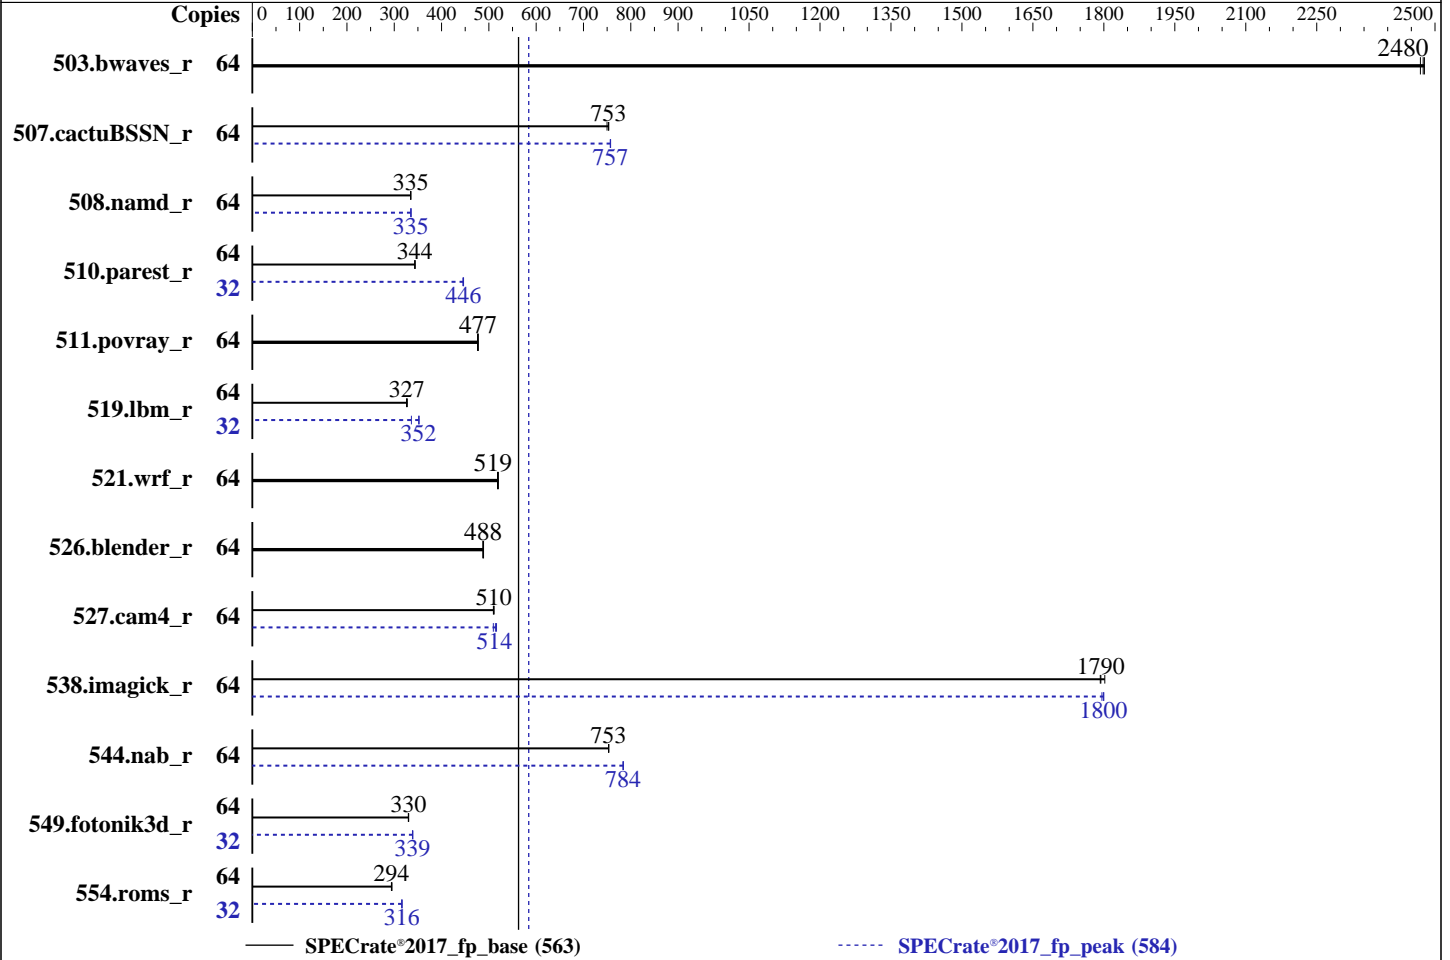 Copies 0 100 200 300 400 500 600 700 800 900 1050 1200 1350 1500 1650 1800 1950 2100 2250 2500
503.bwaves_r 64 2480
507.cactuBSSN_r 64 753
757
508.namd_r 64 335
335
510.parest_r 64 344
32 446
511.povray_r 64 477
519.lbm_r 64 327
32 352
521.wrf_r 64 519
526.blender_r 64 488
527.cam4_r 64 510
514
538.imagick_r 64 1790
1800
544.nab_r 64 753
784
549.fotonik3d_r 64 330
32 339
554.roms_r 64 294
32 316
SPECrate®2017_fp_base (563) SPECrate®2017_fp_peak (584)